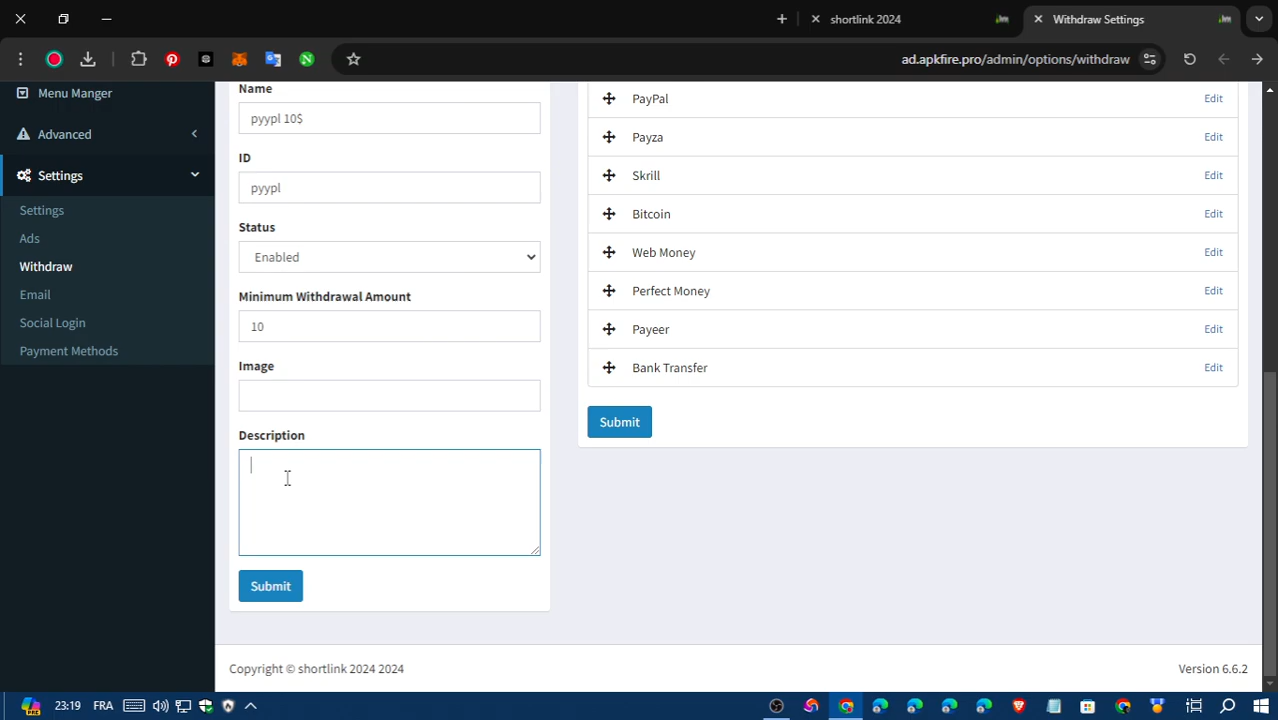 shortlink 2024
Withdraw Settings
ad.apkfire.pro/admin/options/withdraw
Menu Manger
Advanced
Settings
Settings
Ads
Withdraw
Email
Social Login
Payment Methods
Name
pyypl 10$
ID
pyypl
Status
Enabled
Minimum Withdrawal Amount
10
Image
Description
Submit
PayPal Edit
Payza Edit
Skrill Edit
Bitcoin Edit
Web Money Edit
Perfect Money Edit
Payeer Edit
Bank Transfer Edit
Submit
Copyright © shortlink 2024 2024
Version 6.6.2
23:19 FRA